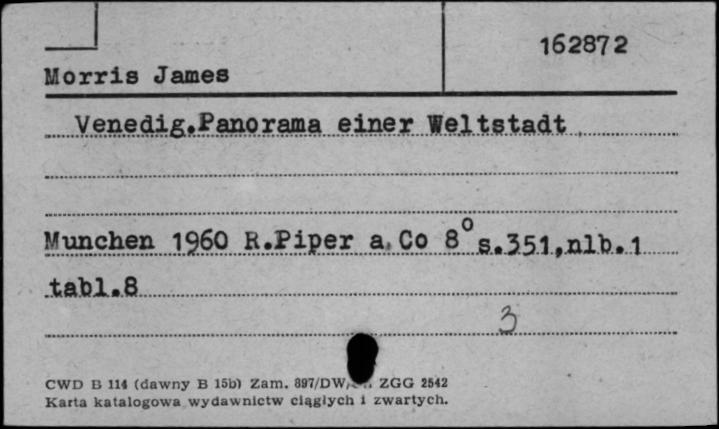 162872
Morris James
Venedig.Panorama einer Weltstadt
Munchen 1960 R.Piper a. Co 8° s.351,nlb.1
tabl.8
3
CWD B 114 (dawny B 15b) Zam. 897/DW/ ZGG 2542
Karta katalogowa wydawnictw ciągłych i zwartych.